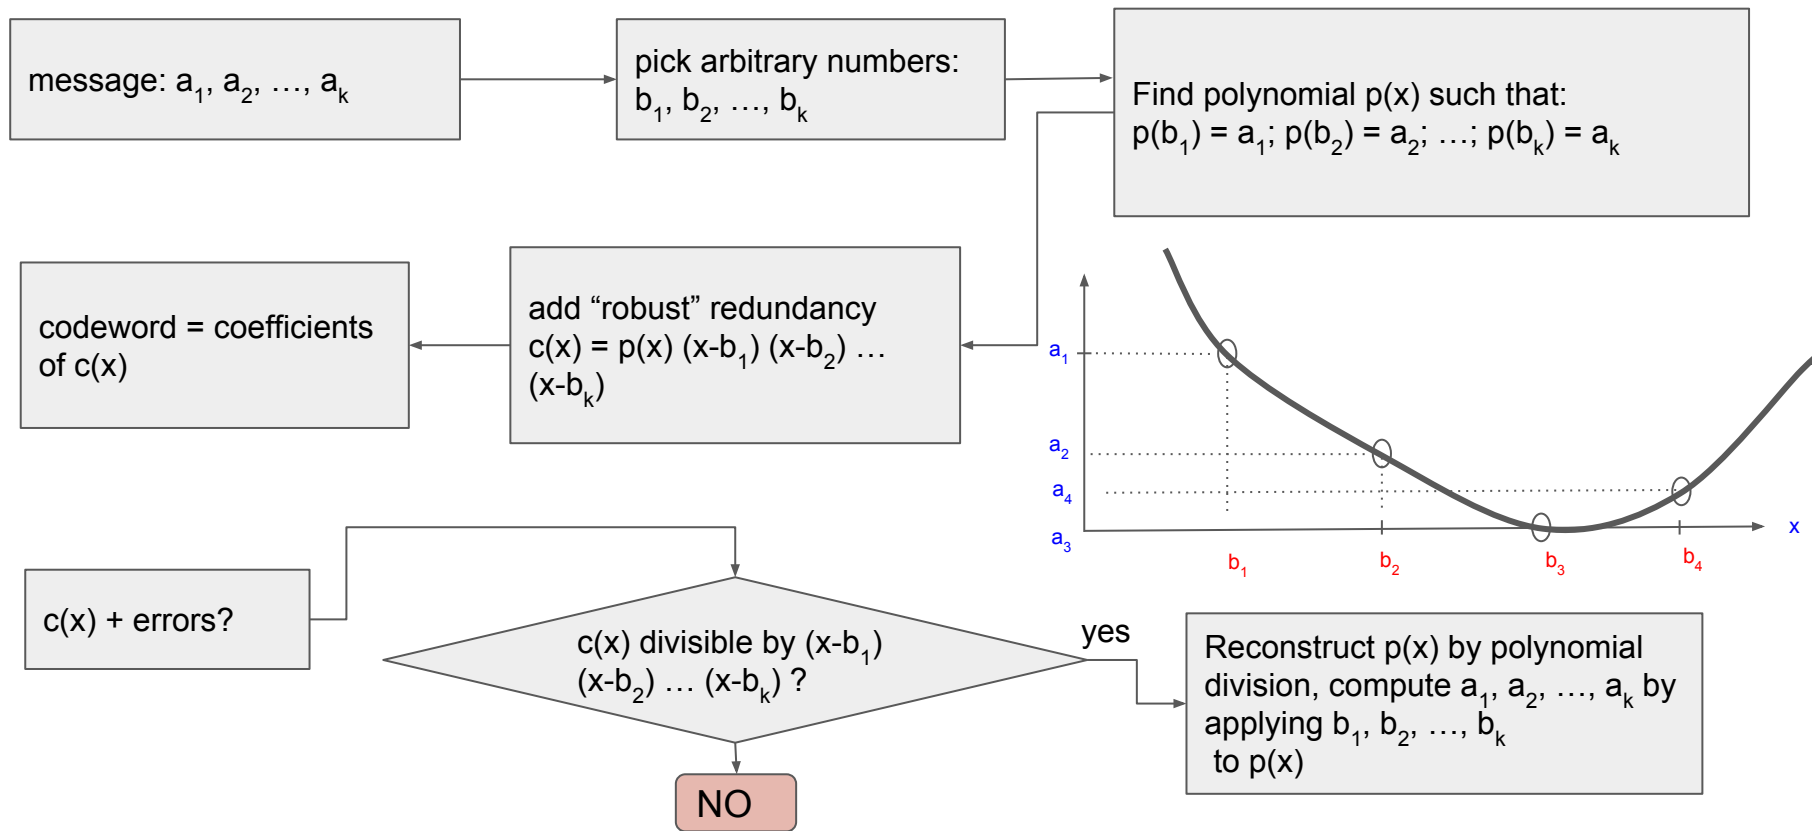 message: a₁, a₂, …, aₖ
pick arbitrary numbers:
b₁, b₂, …, bₖ
Find polynomial p(x) such that:
p(b₁) = a₁; p(b₂) = a₂; …; p(bₖ) = aₖ
codeword = coefficients
of c(x)
add “robust” redundancy
c(x) = p(x) (x-b₁) (x-b₂) …
(x-bₖ)
a₁
a₂
a₄
a₃
x
b₁
b₂
b₃
b₄
c(x) + errors?
c(x) divisible by (x-b₁)
(x-b₂) … (x-bₖ) ?
yes
Reconstruct p(x) by polynomial
division, compute a₁, a₂, …, aₖ by
applying b₁, b₂, …, bₖ
to p(x)
NO